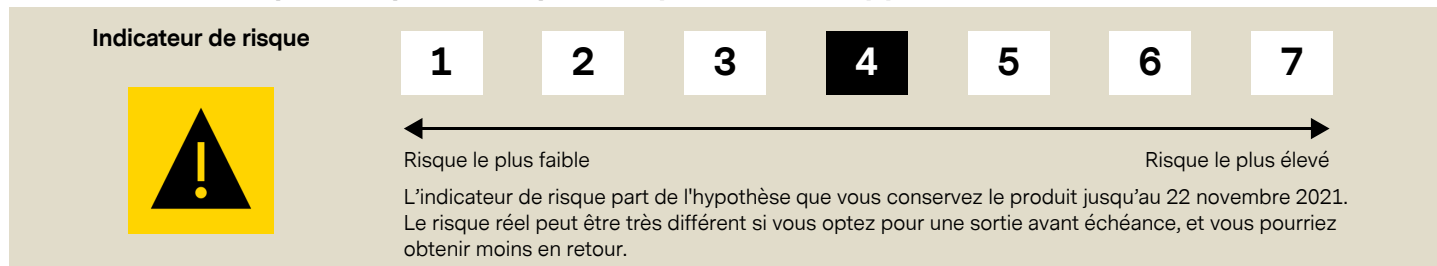 Indicateur de risque
1 2 3 4 5 6 7
Risque le plus faible Risque le plus élevé
L’indicateur de risque part de l'hypothèse que vous conservez le produit jusqu’au 22 novembre 2021.
Le risque réel peut être très différent si vous optez pour une sortie avant échéance, et vous pourriez
obtenir moins en retour.